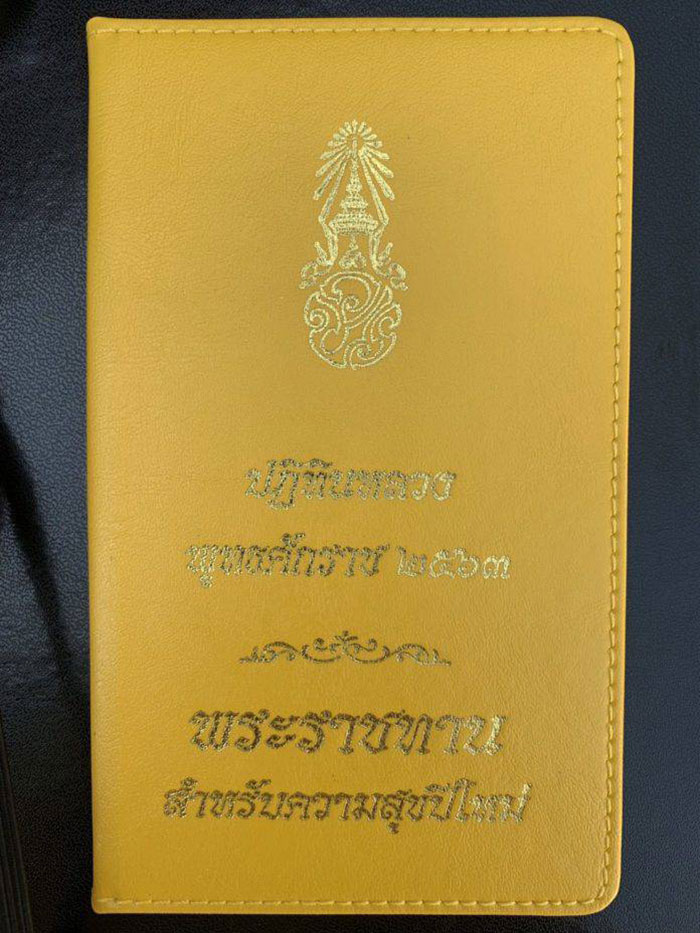 ปฏิทินหลวง
พุทธศักราช ๒๕๖๓
พระราชทาน
สำหรับความสุขปีใหม่